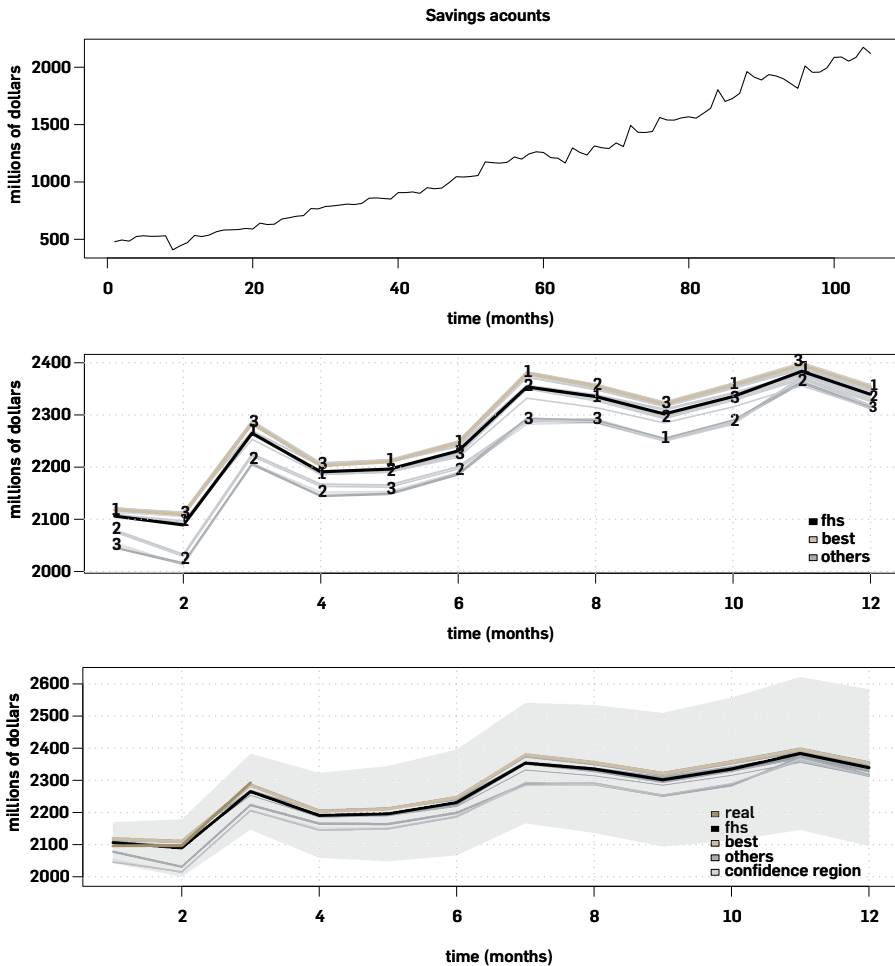 Savings acounts
millions of dollars
2000
1500
1000
500
0 20 40 60 80 100
time (months)
millions of dollars
2400
2300
2200
2100
2000
1 3 3 3 1 1 1 2 3 1 3 1
2 1 1 2 3 2 1 2 3 1 2
3 2 2 2 3 2 3 3 1 2 2 3
fhs
best
others
2 4 6 8 10 12
time (months)
millions of dollars
2600
2500
2400
2300
2200
2100
2000
real
fhs
best
others
confidence region
2 4 6 8 10 12
time (months)